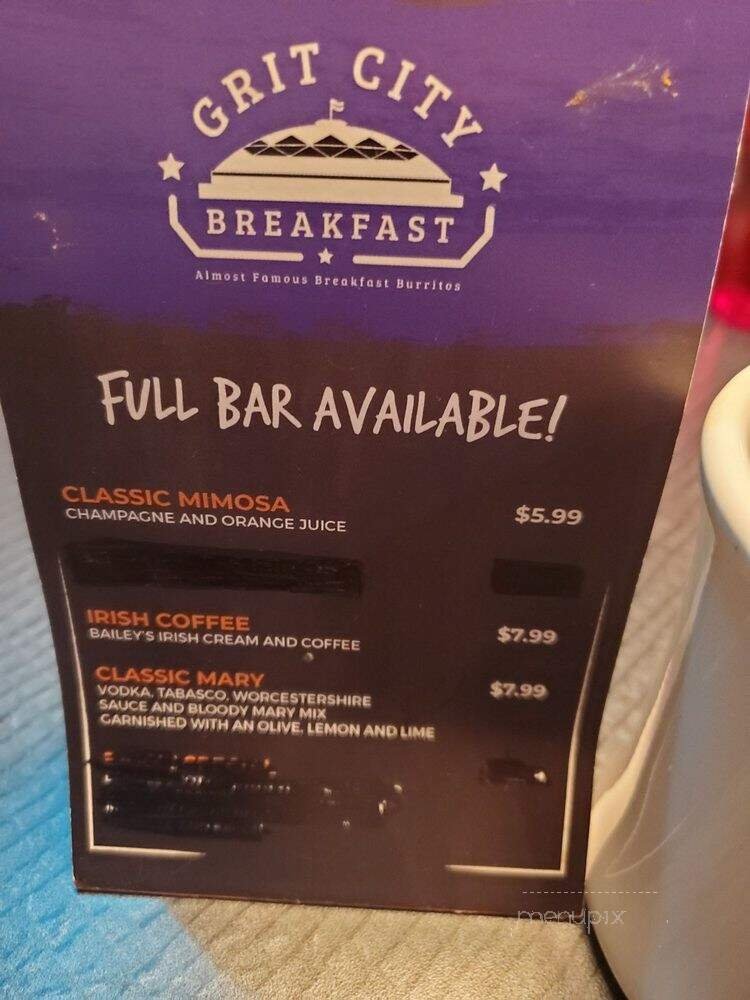 GRIT CITY
BREAKFAST
Almost Famous Breakfast Burritos
FULL BAR AVAILABLE!
CLASSIC MIMOSA
CHAMPAGNE AND ORANGE JUICE
$5.99
IRISH COFFEE
BAILEY'S IRISH CREAM AND COFFEE
$7.99
CLASSIC MARY
$7.99
VODKA, TABASCO, WORCESTERSHIRE
SAUCE AND BLOODY MARY MIX
GARNISHED WITH AN OLIVE, LEMON AND LIME
menupix